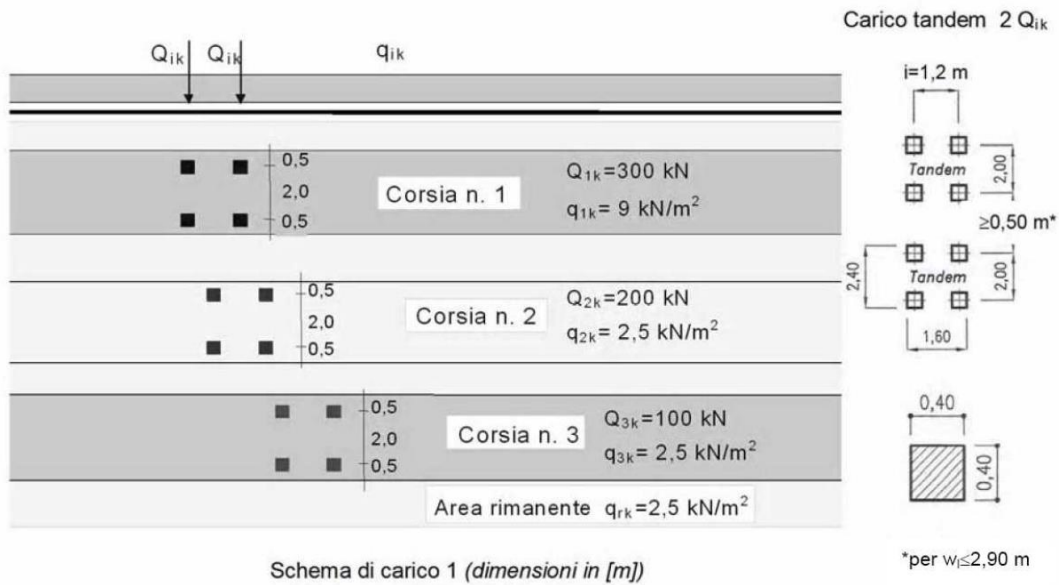 Carico tandem 2 Qik
Qik Qik qik
i=1,2 m
0,5
2,0
0,5
Corsia n. 1
Q1k=300 kN
q1k= 9 kN/m²
Tandem
2,00
≥0,50 m*
0,5
2,0
0,5
Corsia n. 2
Q2k=200 kN
q2k= 2,5 kN/m²
2,40
Tandem
2,00
1,60
0,5
2,0
0,5
Corsia n. 3
Q3k=100 kN
q3k= 2,5 kN/m²
0,40
0,40
Area rimanente qrk=2,5 kN/m²
Schema di carico 1 (dimensioni in [m])
*per wl≤2,90 m